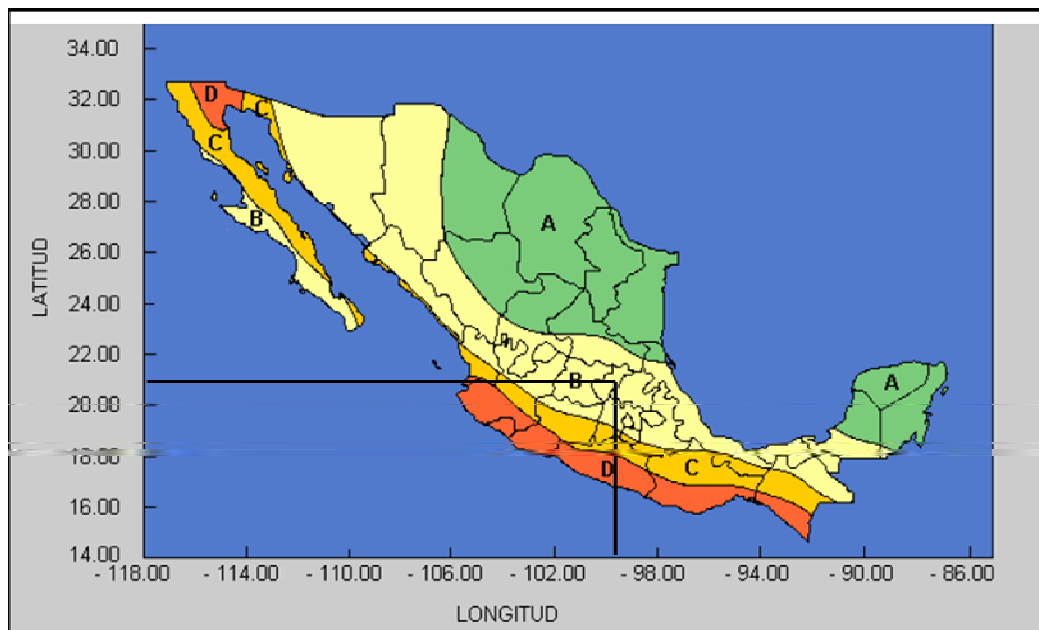 34.00
32.00
30.00
28.00
26.00
24.00
22.00
20.00
18.00
16.00
14.00
LATITUD
D
C
C
B
A
B
A
D
C
- 118.00 - 114.00 - 110.00 - 106.00 - 102.00 - 98.00 - 94.00 - 90.00 - 86.00
LONGITUD